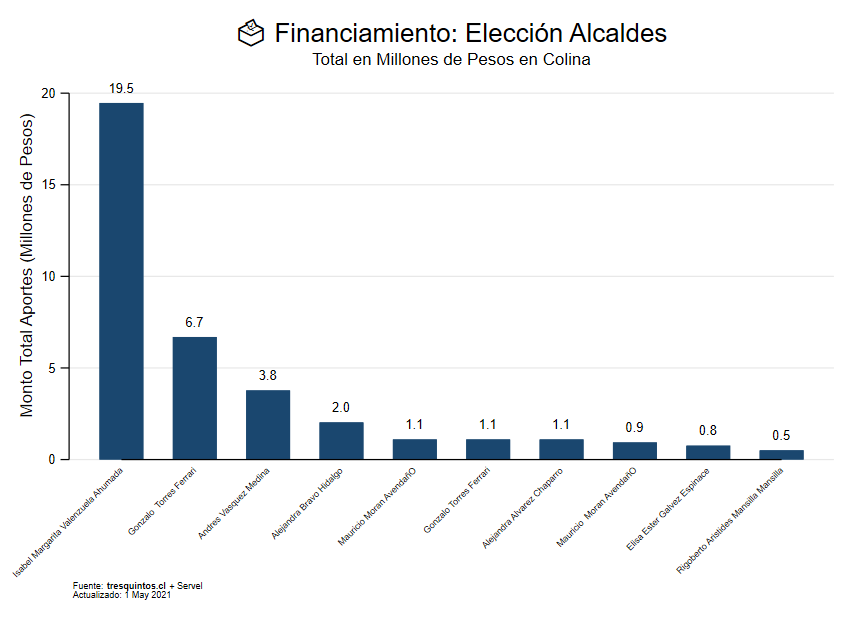 Financiamiento: Elección Alcaldes
Total en Millones de Pesos en Colina
Monto Total Aportes (Millones de Pesos)
20
15
10
5
0
19.5
6.7
3.8
2.0
1.1
1.1
1.1
0.9
0.8
0.5
Isabel Margarita Valenzuela Ahumada
Gonzalo  Torres Ferrari
Andres Vasquez Medina
Alejandra Bravo Hidalgo
Mauricio Moran AvendañO
Gonzalo Torres Ferrari
Alejandra Alvarez Chaparro
Mauricio  Moran AvendañO
Elisa Ester Galvez Espinace
Rigoberto Aristides Mansilla Mansilla
Fuente: tresquintos.cl + Servel
Actualizado: 1 May 2021